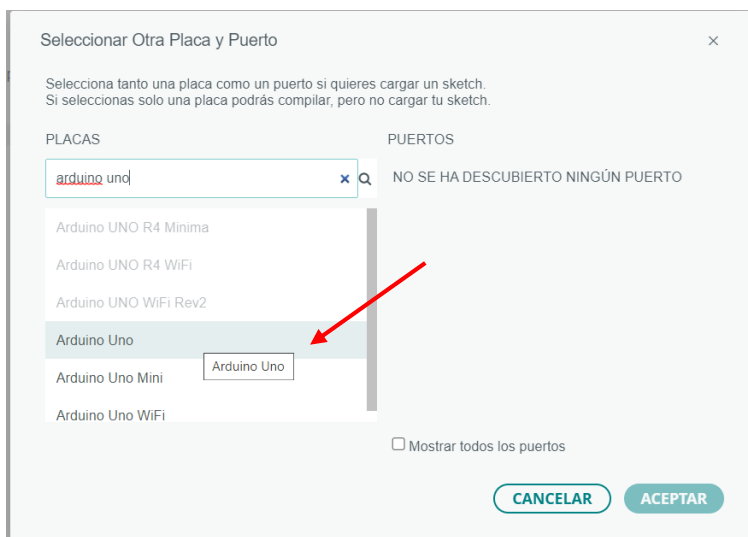 Seleccionar Otra Placa y Puerto
Selecciona tanto una placa como un puerto si quieres cargar un sketch.
Si seleccionas solo una placa podrás compilar, pero no cargar tu sketch.
PLACAS
PUERTOS
arduino uno
NO SE HA DESCUBIERTO NINGÚN PUERTO
Arduino UNO R4 Minima
Arduino UNO R4 WiFi
Arduino UNO WiFi Rev2
Arduino Uno
Arduino Uno
Arduino Uno Mini
Arduino Uno WiFi
Mostrar todos los puertos
CANCELAR
ACEPTAR